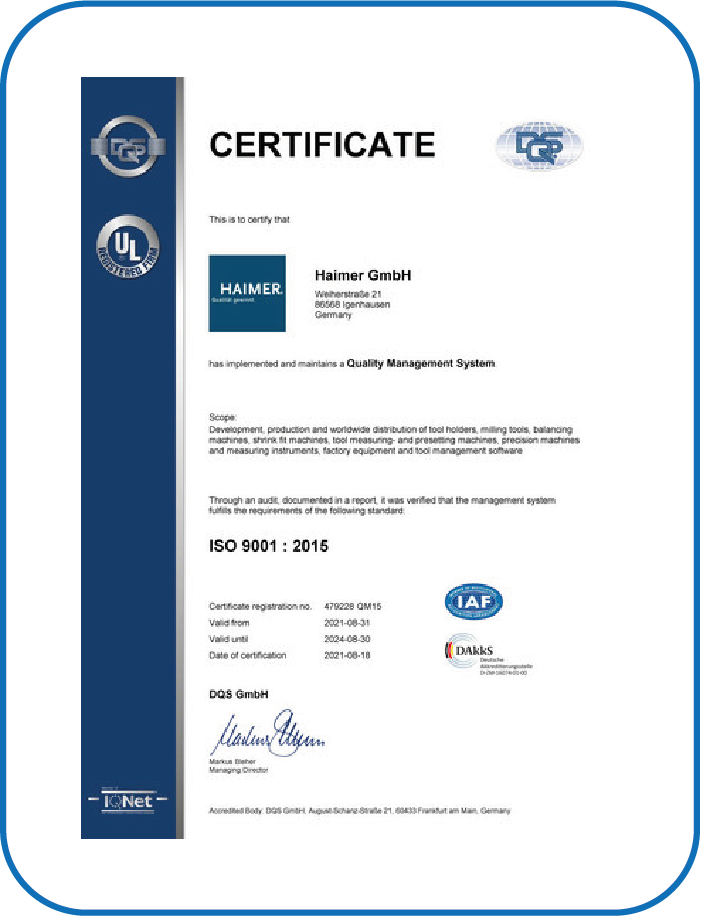 CERTIFICATE
DQS
DQS
This is to certify that
UL
REGISTERED FIRM
HAIMER.
Qualität gewinnt.
Haimer GmbH
Weiherstraße 21
86568 Igenhausen
Germany
has implemented and maintains a Quality Management System.
Scope:
Development, production and worldwide distribution of tool holders, milling tools, balancing
machines, shrink fit machines, tool measuring- and presetting machines, precision machines
and measuring instruments, factory equipment and tool management software
Through an audit, documented in a report, it was verified that the management system
fulfills the requirements of the following standard:
ISO 9001 : 2015
Certificate registration no. 479228 QM15
Valid from 2021-08-31
Valid until 2024-08-30
Date of certification 2021-08-18
IAF
DAkkS
Deutsche
Akkreditierungsstelle
D-ZM-16074-01-00
DQS GmbH
Markus Bleher
Managing Director
IQNet
Accredited Body: DQS GmbH, August-Schanz-Straße 21, 60433 Frankfurt am Main, Germany